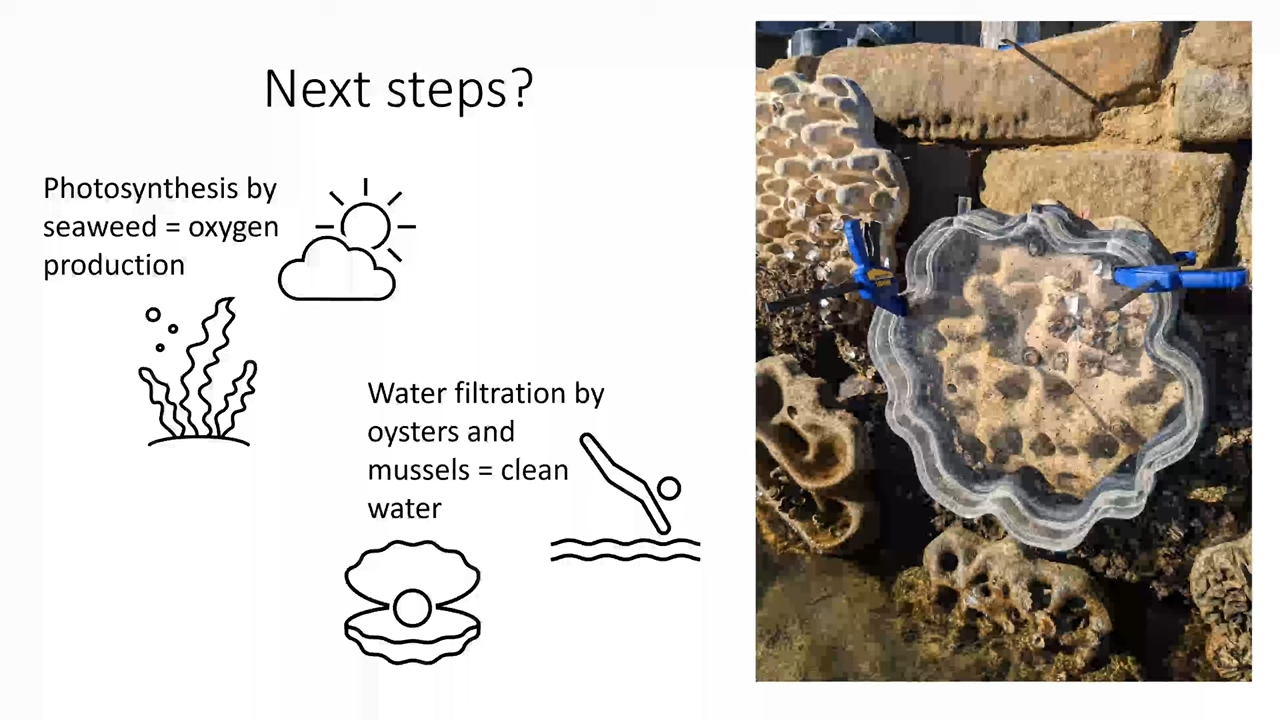 Next steps?
Photosynthesis by
seaweed = oxygen
production
Water filtration by
oysters and
mussels = clean
water